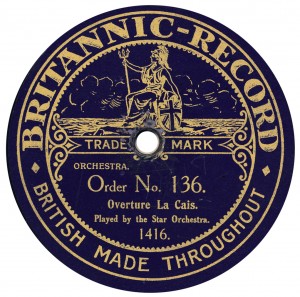 BRITANNIC-RECORD
TRADE MARK
ORCHESTRA.
Order No. 136.
Overture La Cais.
Played by the Star Orchestra.
1416.
BRITISH MADE THROUGHOUT